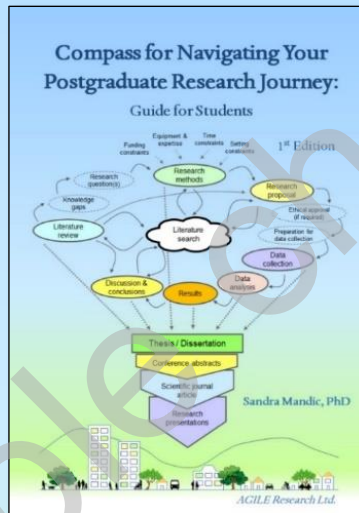 Compass for Navigating Your
Postgraduate Research Journey:
Guide for Students
1st Edition
Funding
constraints
Equipment &
expertise
Time
constraints
Setting
constraints
Research
question(s)
Research
methods
Knowledge
gaps
Research
proposal
Ethical approval
(if required)
Literature
review
Literature
search
Preparation for
data collection
Data
collection
Discussion &
conclusions
Results
Data
analysis
Thesis / Dissertation
Conference abstracts
Scientific journal
article
Research
presentations
Sandra Mandic, PhD
AGILE Research Ltd.